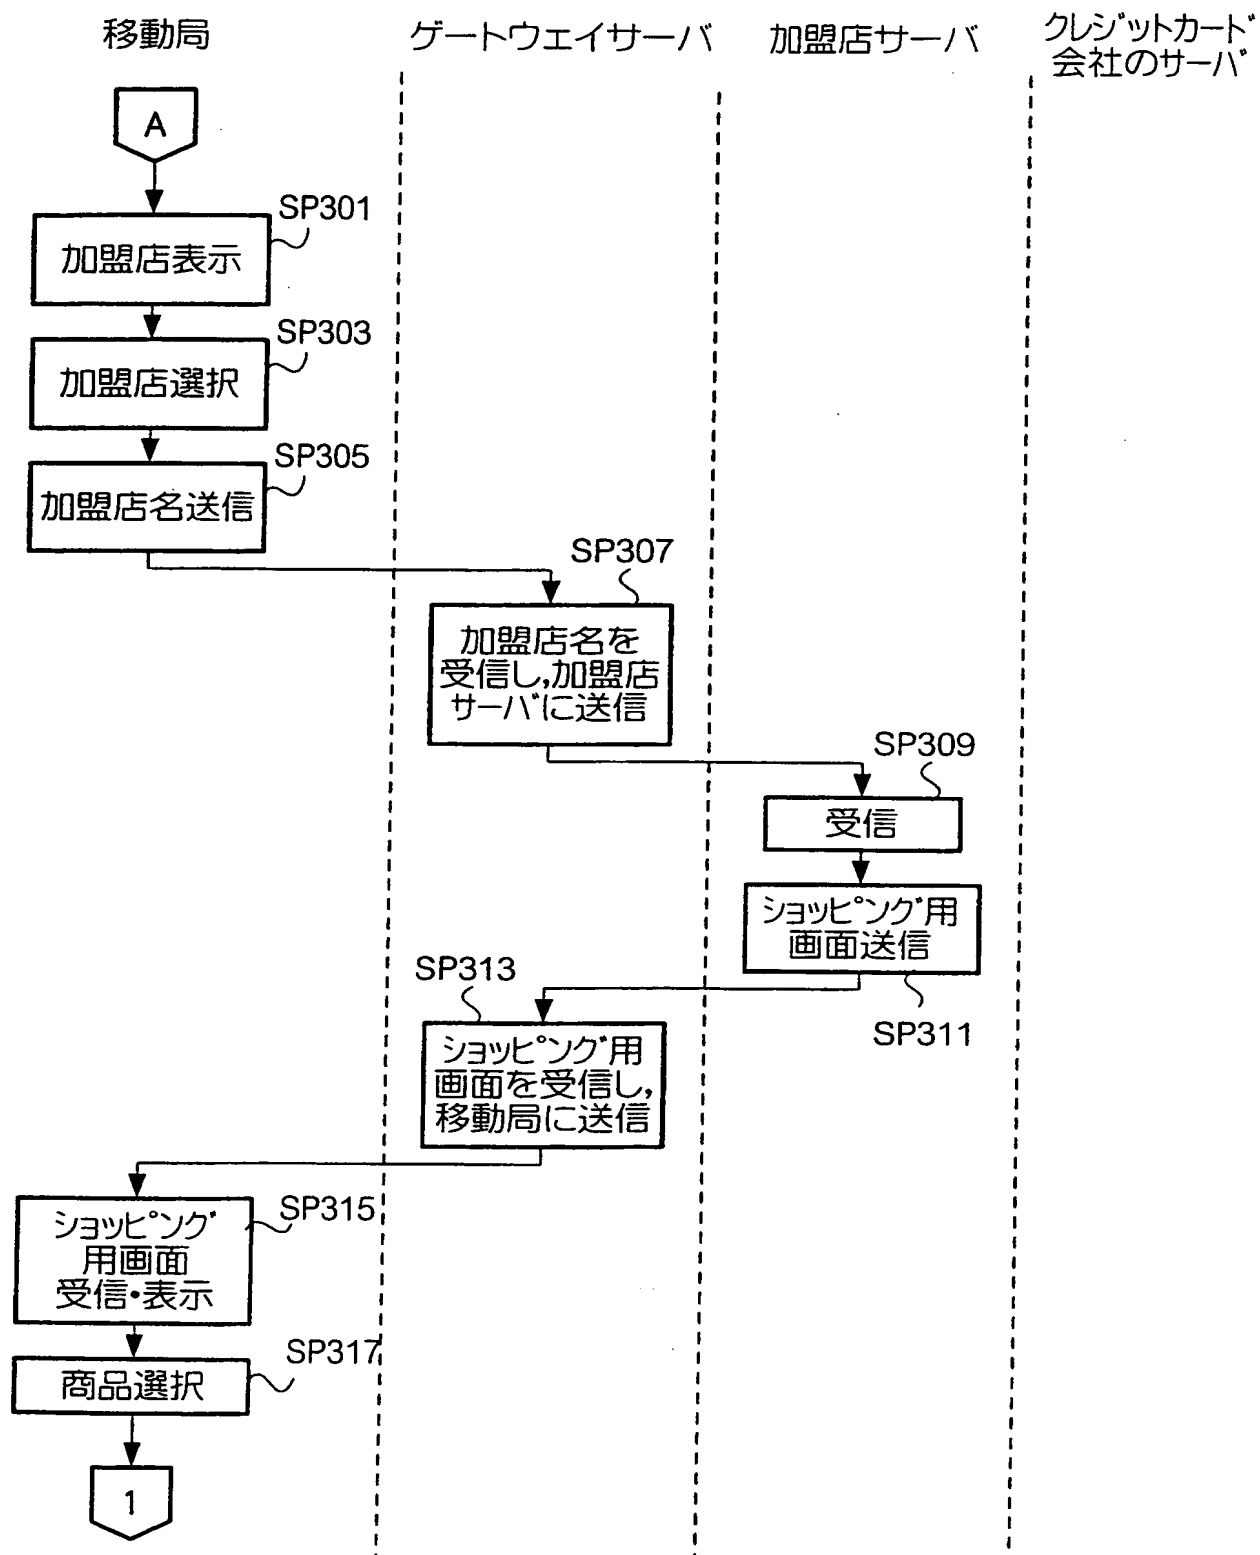 移動局
ゲートウェイサーバ
加盟店サーバ
クレジットカード
会社のサーバ
A
SP301
加盟店表示
SP303
加盟店選択
SP305
加盟店名送信
SP307
加盟店名を
受信し,加盟店
サーバに送信
SP309
受信
ショッピング用
画面送信
SP311
SP313
ショッピング用
画面を受信し,
移動局に送信
SP315
ショッピング
用画面
受信・表示
SP317
商品選択
1